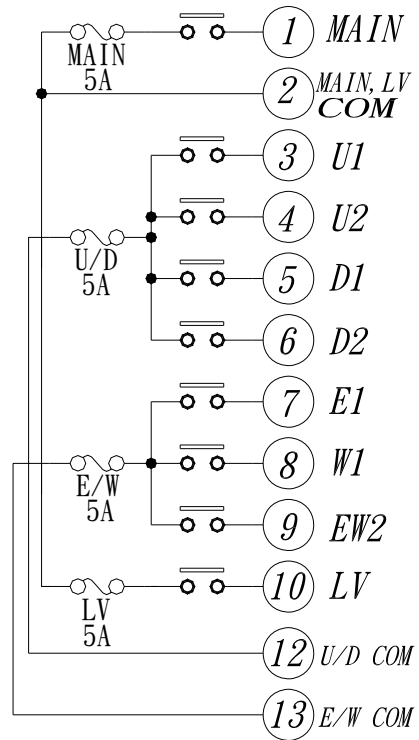 1 MAIN
MAIN
5A
2 MAIN, LV
COM
3 U1
4 U2
U/D
5A
5 D1
6 D2
7 E1
8 W1
E/W
5A
9 EW2
10 LV
LV
5A
12 U/D COM
13 E/W COM